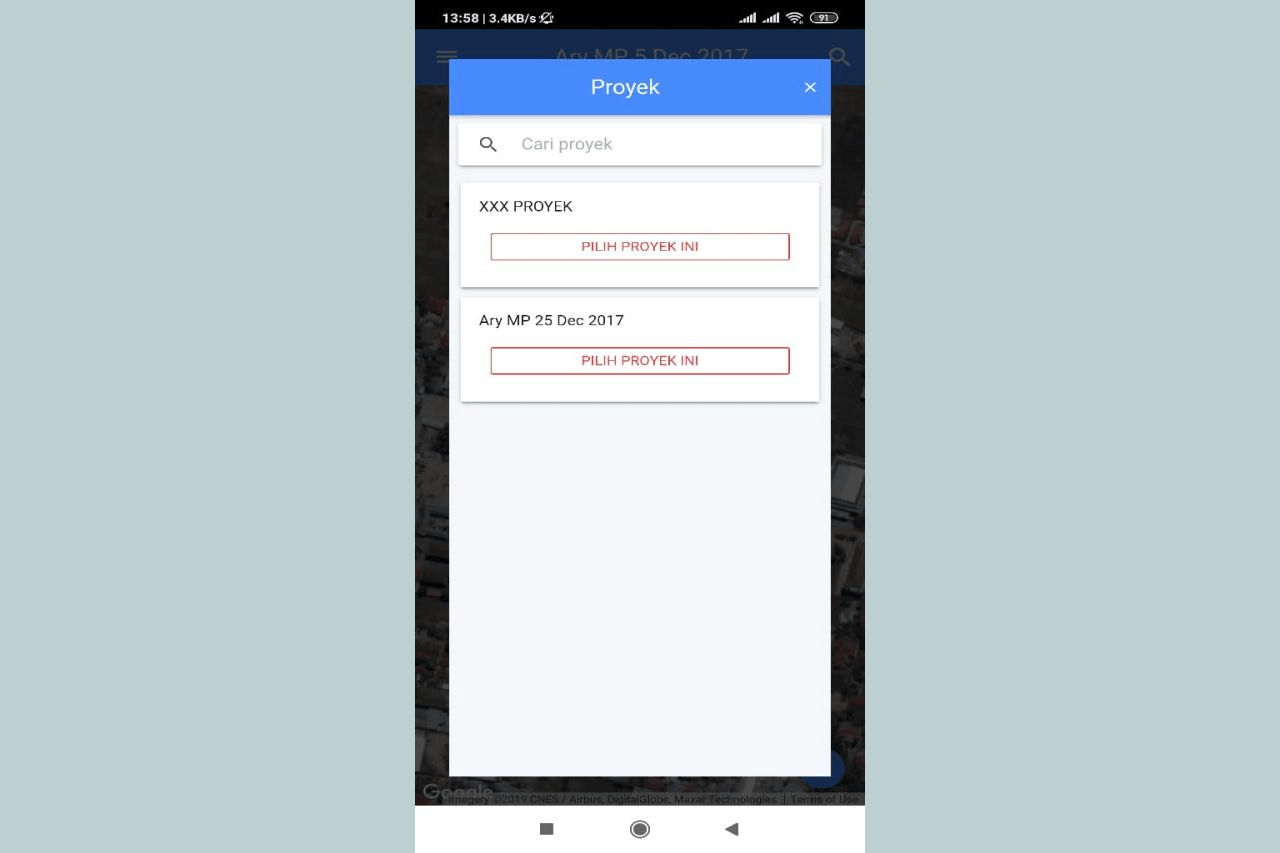 13:58 | 3.4KB/s
91
Ary MP 5 Dec 2017
Proyek
Cari proyek
XXX PROYEK
PILIH PROYEK INI
Ary MP 25 Dec 2017
PILIH PROYEK INI
Google
Imagery ©2019 CNES / Airbus, DigitalGlobe, Maxar Technologies | Terms of Use